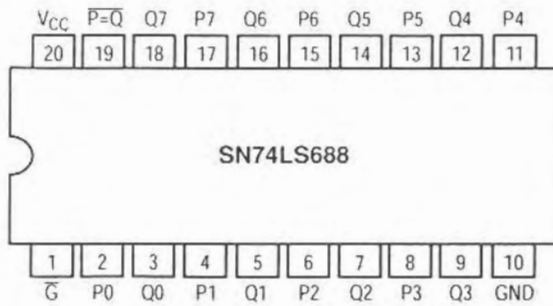 VCC P=Q Q7 P7 Q6 P6 Q5 P5 Q4 P4
20 19 18 17 16 15 14 13 12 11
SN74LS688
1 2 3 4 5 6 7 8 9 10
G P0 Q0 P1 Q1 P2 Q2 P3 Q3 GND